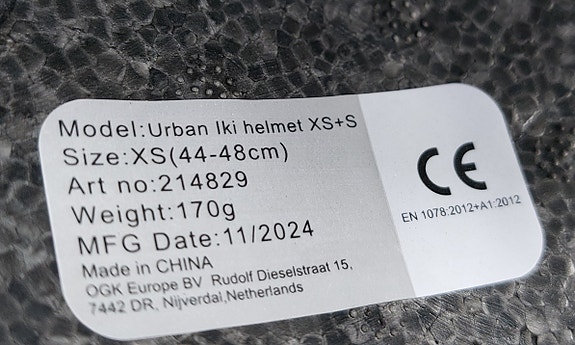 Model:Urban Iki helmet XS+S
Size:XS(44-48cm)
Art no:214829
Weight:170g
MFG Date:11/2024
Made in CHINA
OGK Europe BV Rudolf Dieselstraat 15,
7442 DR, Nijverdal,Netherlands
CE
EN 1078:2012+A1:2012